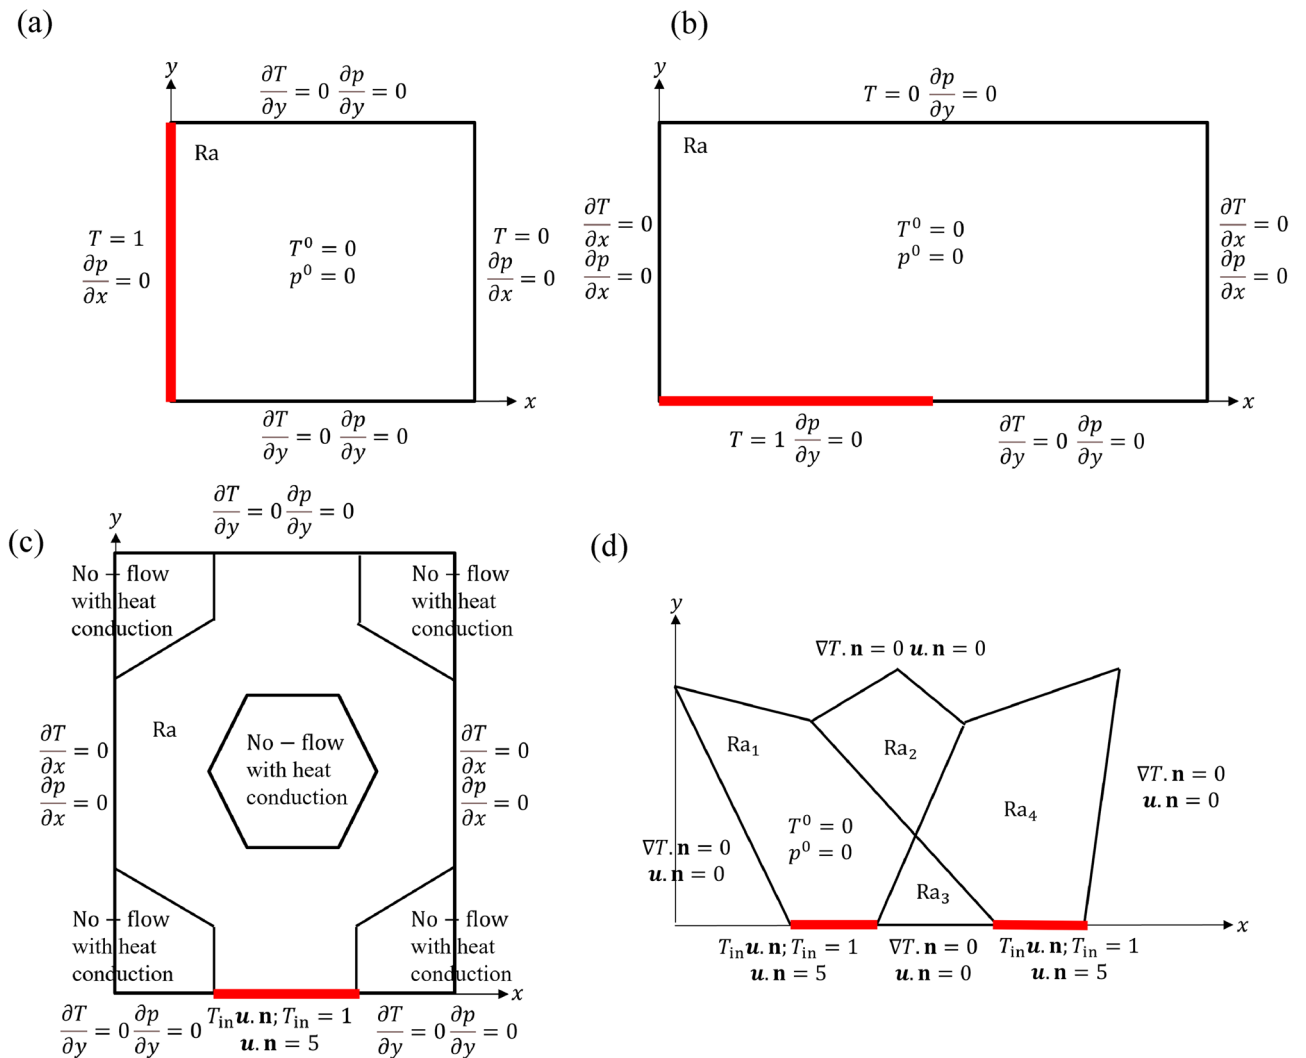 (a)
(b)
y
∂T/∂y = 0 ∂p/∂y = 0
Ra
T = 1
∂p/∂x = 0
T⁰ = 0
p⁰ = 0
T = 0
∂p/∂x = 0
x
∂T/∂y = 0 ∂p/∂y = 0
y
T = 0 ∂p/∂y = 0
Ra
∂T/∂x = 0
∂p/∂x = 0
T⁰ = 0
p⁰ = 0
∂T/∂x = 0
∂p/∂x = 0
x
T = 1 ∂p/∂y = 0
∂T/∂y = 0 ∂p/∂y = 0
(c)
∂T/∂y = 0 ∂p/∂y = 0
y
No − flow
with heat
conduction
No − flow
with heat
conduction
Ra
∂T/∂x = 0
∂p/∂x = 0
No − flow
with heat
conduction
∂T/∂x = 0
∂p/∂x = 0
No − flow
with heat
conduction
No − flow
with heat
conduction
x
∂T/∂y = 0 ∂p/∂y = 0
T_in u.n; T_in = 1
u.n = 5
∂T/∂y = 0 ∂p/∂y = 0
(d)
y
∇T.n = 0 u.n = 0
Ra₁
Ra₂
∇T.n = 0
u.n = 0
Ra₄
T⁰ = 0
p⁰ = 0
∇T.n = 0
u.n = 0
Ra₃
x
T_in u.n; T_in = 1
u.n = 5
∇T.n = 0
u.n = 0
T_in u.n; T_in = 1
u.n = 5